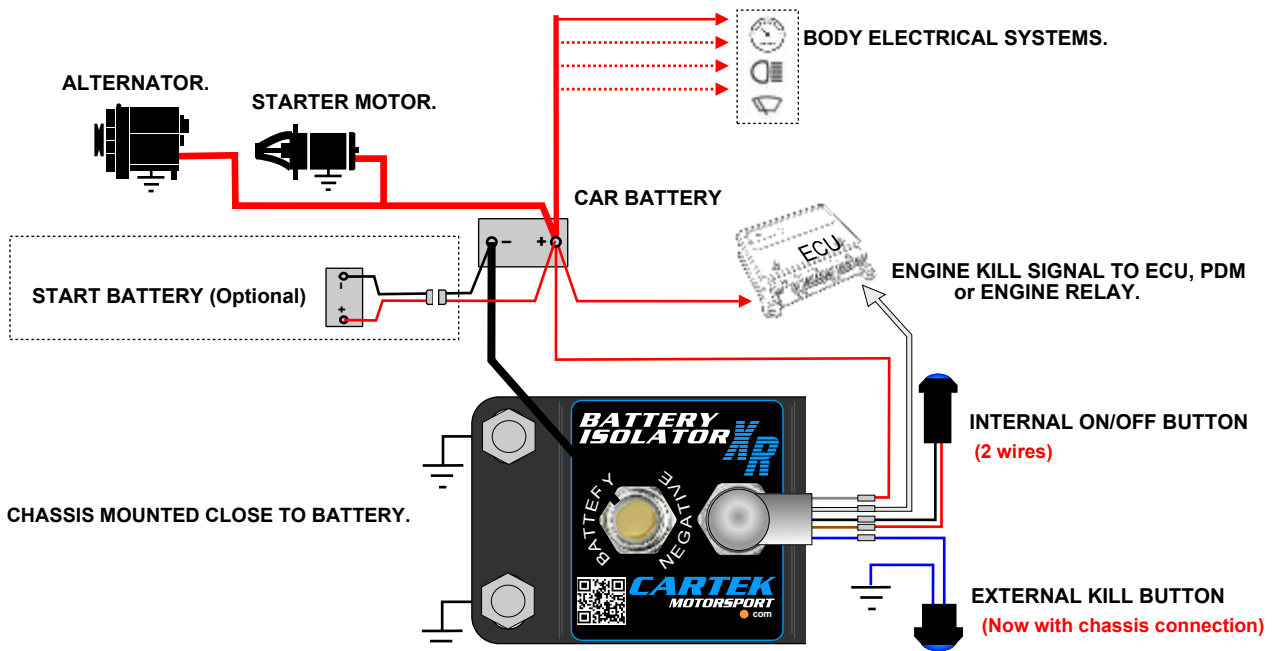 BODY ELECTRICAL SYSTEMS.
ALTERNATOR.
STARTER MOTOR.
CAR BATTERY
− +
ECU
START BATTERY (Optional)
−
+
ENGINE KILL SIGNAL TO ECU, PDM
or ENGINE RELAY.
BATTERY
ISOLATOR XR
INTERNAL ON/OFF BUTTON
(2 wires)
BATTERY NEGATIVE
CHASSIS MOUNTED CLOSE TO BATTERY.
CARTEK
MOTORSPORT
com
EXTERNAL KILL BUTTON
(Now with chassis connection)